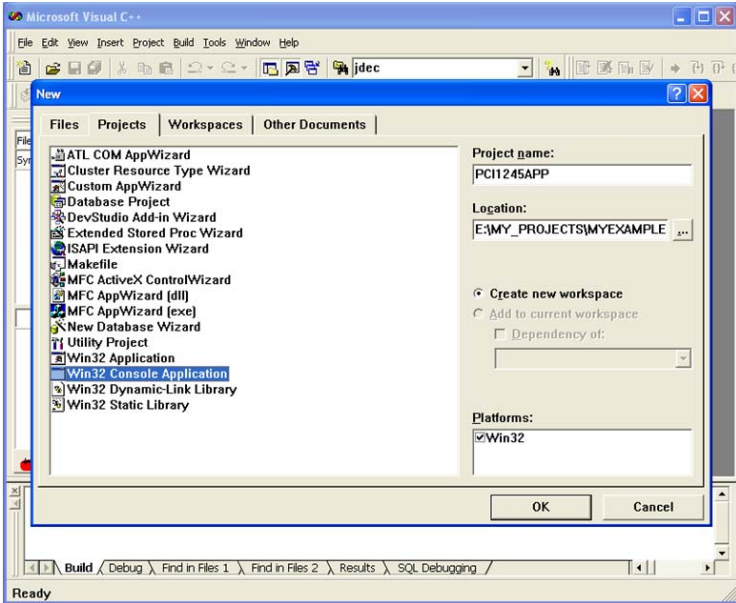 Microsoft Visual C++
File Edit View Insert Project Build Tools Window Help
jdec
New
Files Projects Workspaces Other Documents
ATL COM AppWizard
Cluster Resource Type Wizard
Custom AppWizard
Database Project
DevStudio Add-in Wizard
Extended Stored Proc Wizard
ISAPI Extension Wizard
Makefile
MFC ActiveX ControlWizard
MFC AppWizard (dll)
MFC AppWizard (exe)
New Database Wizard
Utility Project
Win32 Application
Win32 Console Application
Win32 Dynamic-Link Library
Win32 Static Library
Project name:
PCI1245APP
Location:
E:\MY_PROJECTS\MYEXAMPLE
...
Create new workspace
Add to current workspace
Dependency of:
Platforms:
Win32
OK Cancel
File
Syr
Build Debug Find in Files 1 Find in Files 2 Results SQL Debugging
Ready